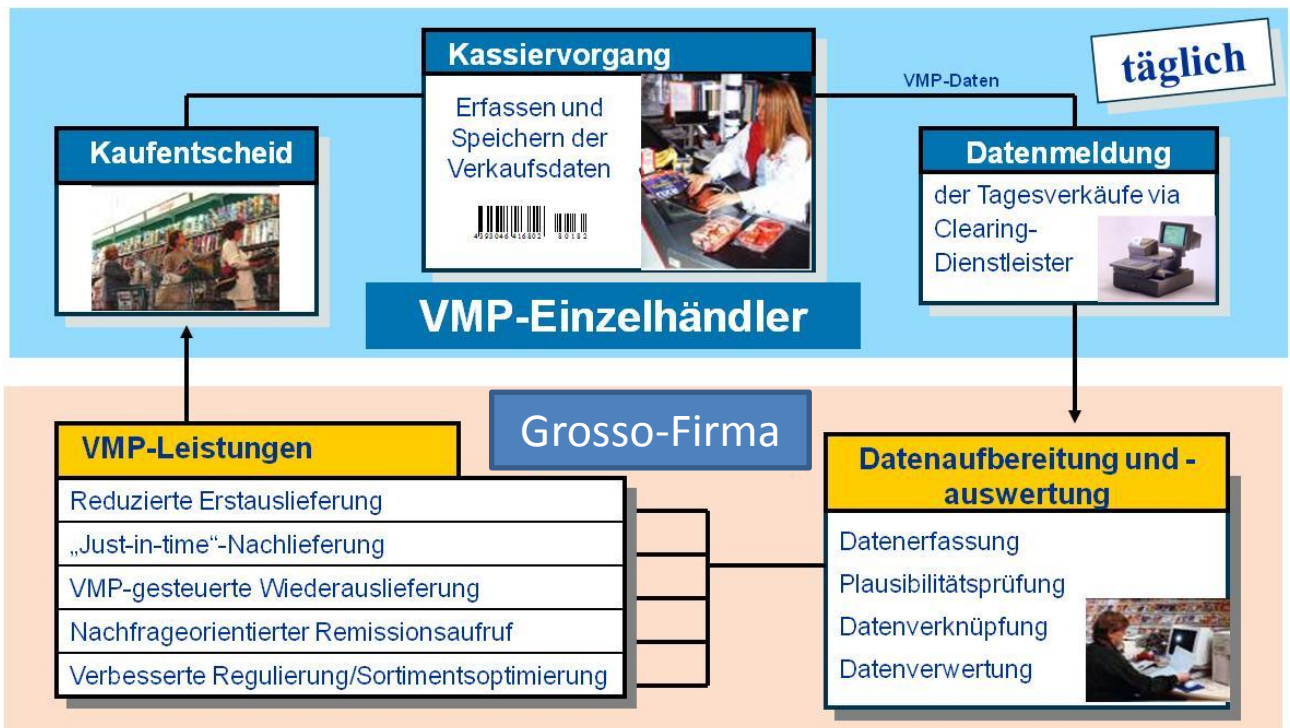 täglich
Kassiervorgang
VMP-Daten
Erfassen und
Speichern der
Verkaufsdaten
Kaufentscheid
Datenmeldung
der Tagesverkäufe via
Clearing-
Dienstleister
VMP-Einzelhändler
Grosso-Firma
VMP-Leistungen
Reduzierte Erstauslieferung
„Just-in-time“-Nachlieferung
VMP-gesteuerte Wiederauslieferung
Nachfrageorientierter Remissionsaufruf
Verbesserte Regulierung/Sortimentsoptimierung
Datenaufbereitung und -
auswertung
Datenerfassung
Plausibilitätsprüfung
Datenverknüpfung
Datenverwertung